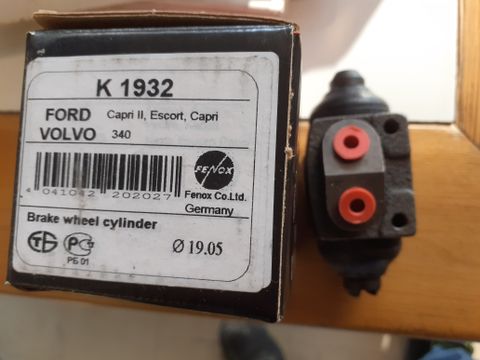 K 1932
FORD Capri II, Escort, Capri
VOLVO 340
FENOX
4 041042 202027
Fenox Co.Ltd.
Germany
Brake wheel cylinder
Ø 19.05
РБ 01